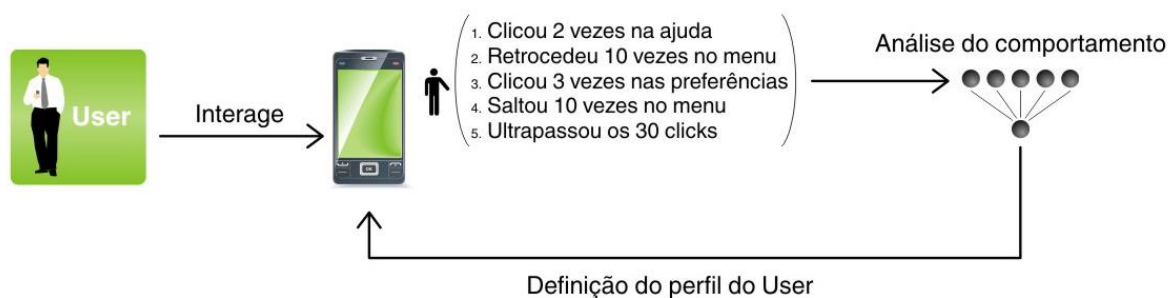 User
Interage
1. Clicou 2 vezes na ajuda
2. Retrocedeu 10 vezes no menu
3. Clicou 3 vezes nas preferências
4. Saltou 10 vezes no menu
5. Ultrapassou os 30 clicks
Análise do comportamento
Definição do perfil do User